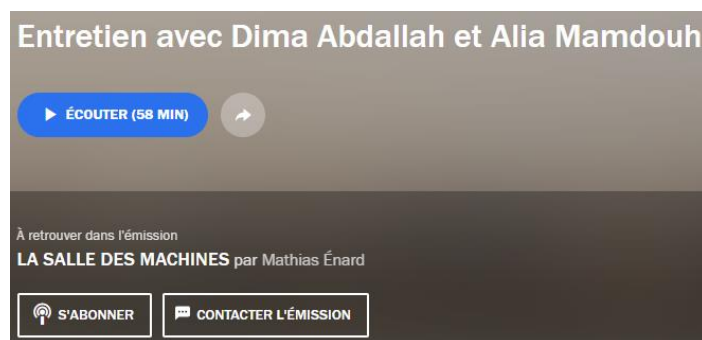 Entretien avec Dima Abdallah et Alia Mamdouh
ÉCOUTER (58 MIN)
À retrouver dans l'émission
LA SALLE DES MACHINES par Mathias Énard
S'ABONNER
CONTACTER L'ÉMISSION